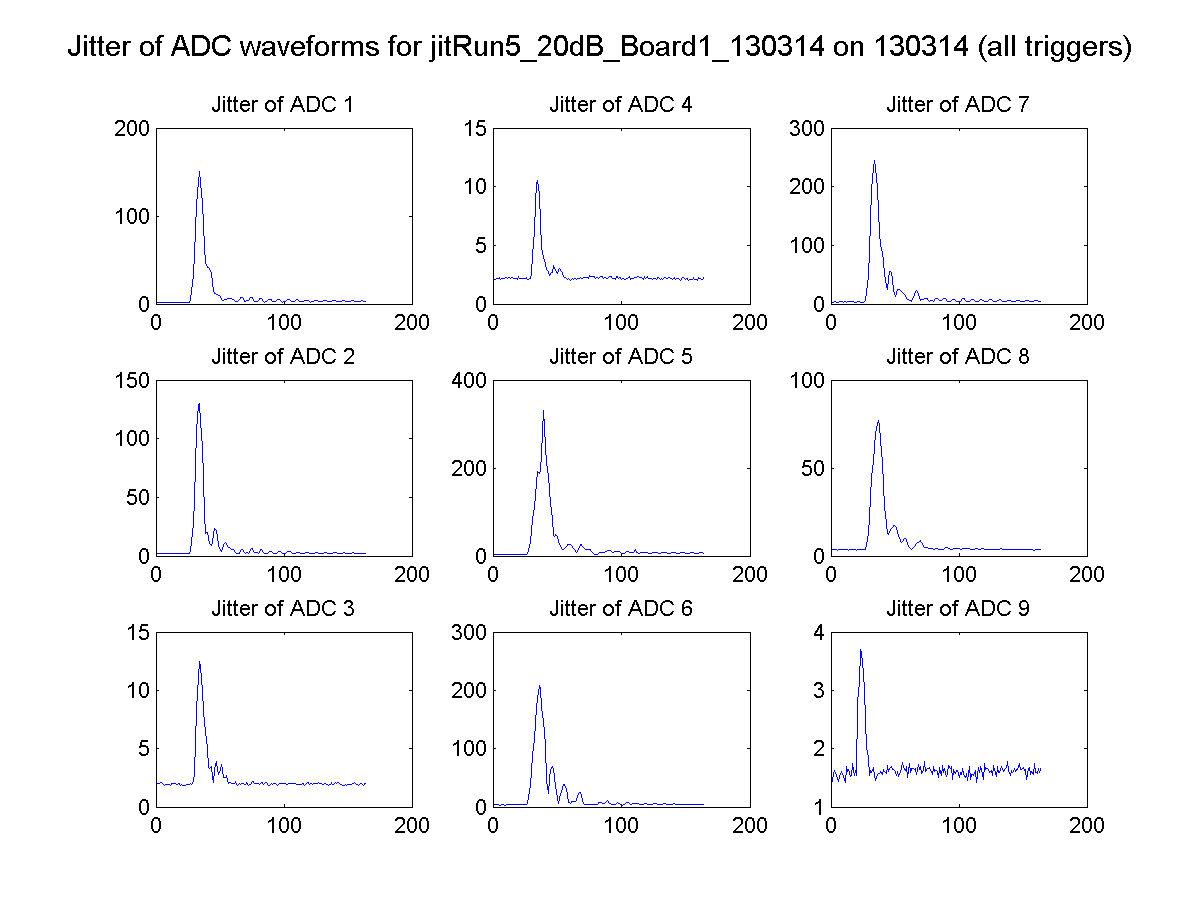 Jitter of ADC waveforms for jitRun5_20dB_Board1_130314 on 130314 (all triggers)
Jitter of ADC 1
200
100
0
0 100 200
Jitter of ADC 4
15
10
5
0
0 100 200
Jitter of ADC 7
300
200
100
0
0 100 200
Jitter of ADC 2
150
100
50
0
0 100 200
Jitter of ADC 5
400
200
0
0 100 200
Jitter of ADC 8
100
50
0
0 100 200
Jitter of ADC 3
15
10
5
0
0 100 200
Jitter of ADC 6
300
200
100
0
0 100 200
Jitter of ADC 9
4
3
2
1
0 100 200